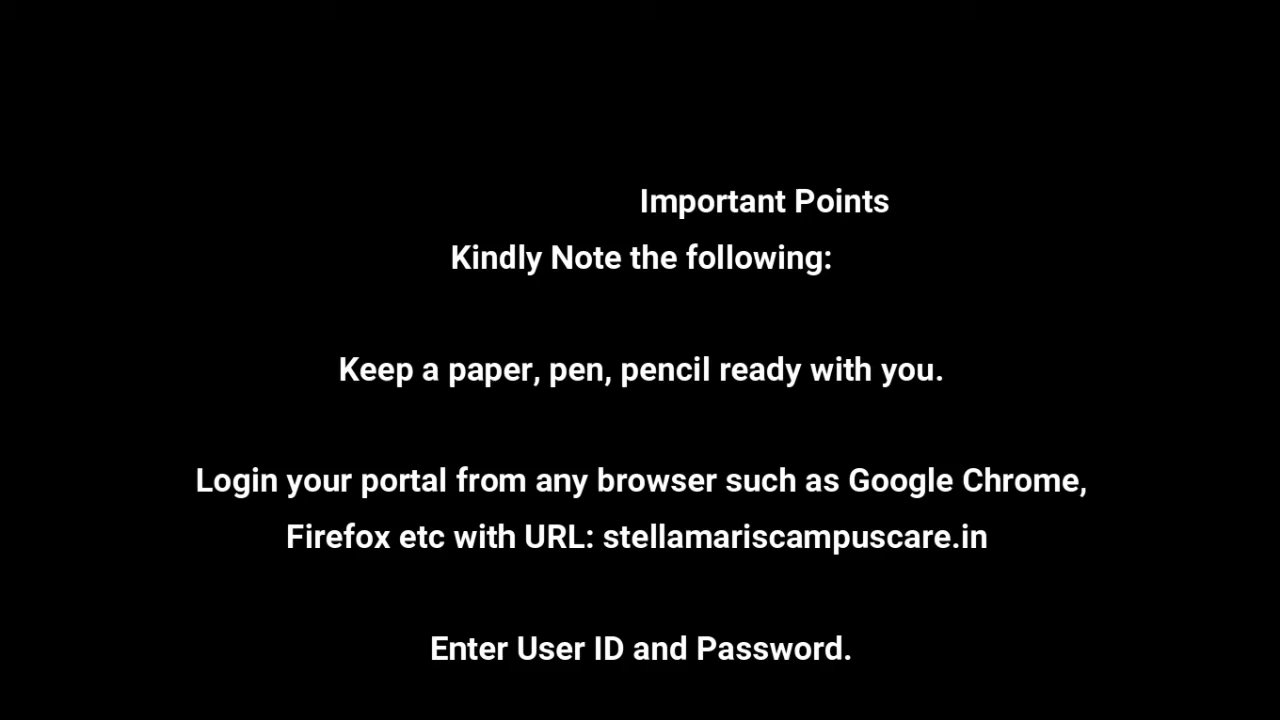 Important Points
Kindly Note the following:
Keep a paper, pen, pencil ready with you.
Login your portal from any browser such as Google Chrome,
Firefox etc with URL: stellamariscampuscare.in
Enter User ID and Password.